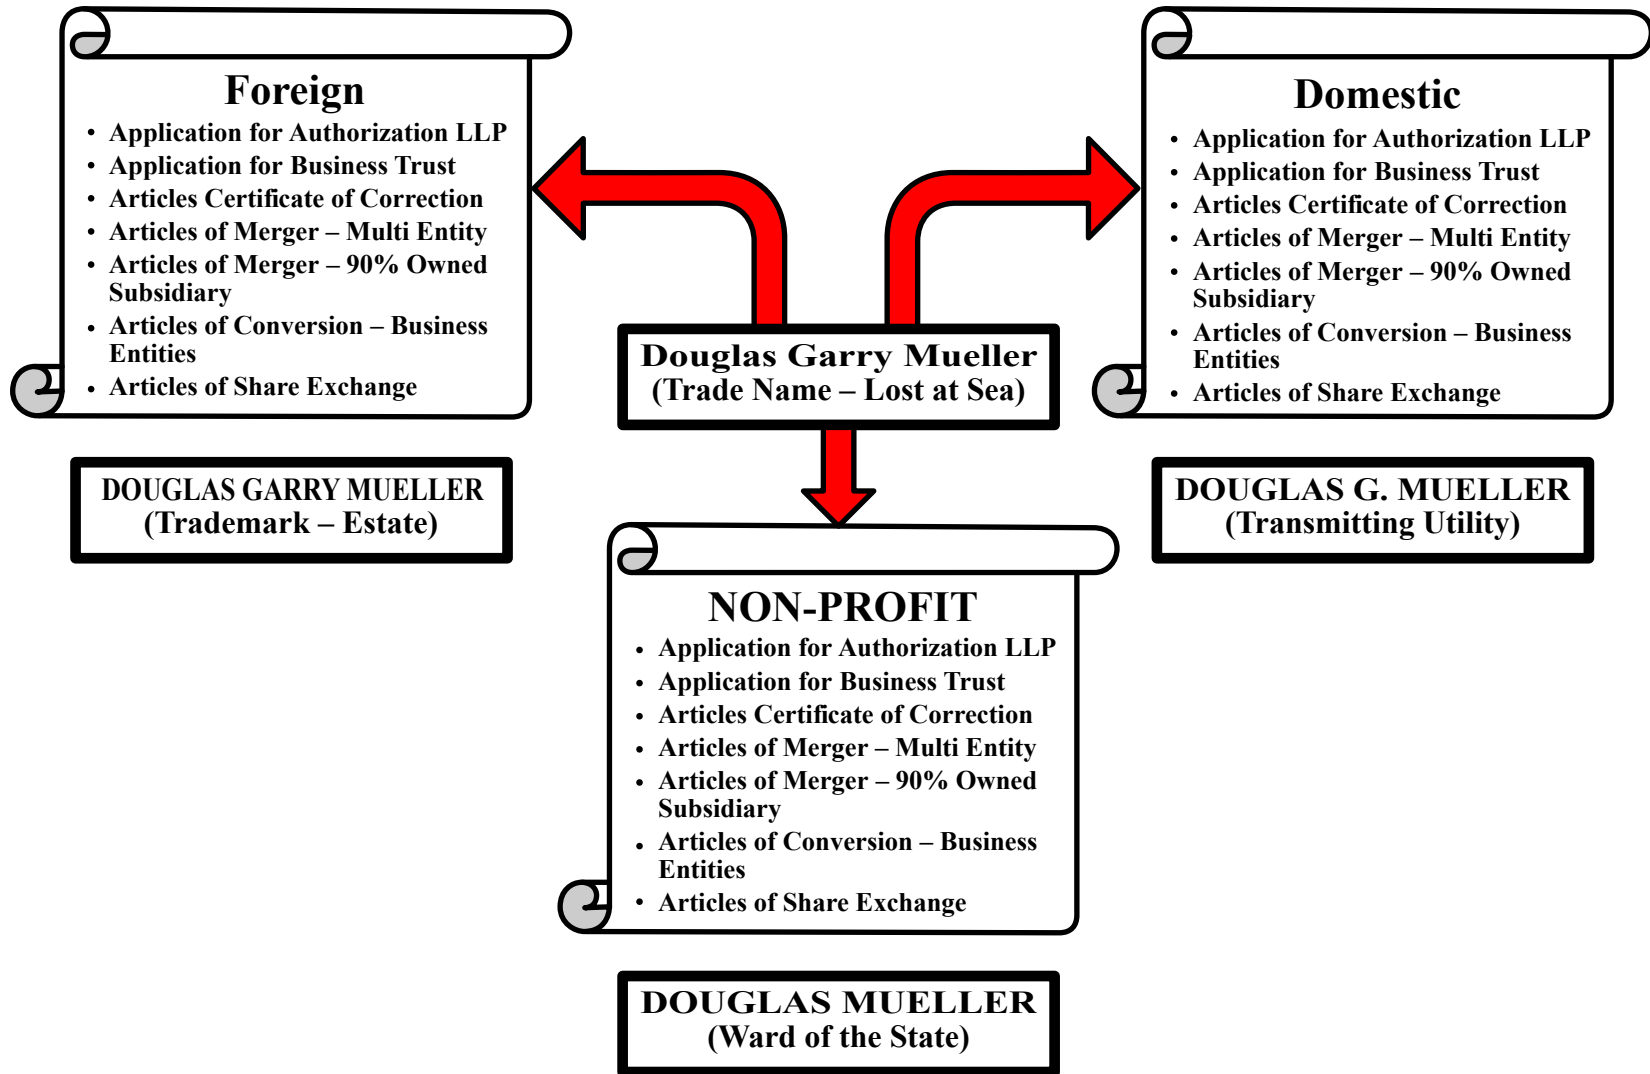 Foreign
• Application for Authorization LLP
• Application for Business Trust
• Articles Certificate of Correction
• Articles of Merger – Multi Entity
• Articles of Merger – 90% Owned
Subsidiary
• Articles of Conversion – Business
Entities
• Articles of Share Exchange
DOUGLAS GARRY MUELLER
(Trademark – Estate)
Douglas Garry Mueller
(Trade Name – Lost at Sea)
Domestic
• Application for Authorization LLP
• Application for Business Trust
• Articles Certificate of Correction
• Articles of Merger – Multi Entity
• Articles of Merger – 90% Owned
Subsidiary
• Articles of Conversion – Business
Entities
• Articles of Share Exchange
DOUGLAS G. MUELLER
(Transmitting Utility)
NON-PROFIT
• Application for Authorization LLP
• Application for Business Trust
• Articles Certificate of Correction
• Articles of Merger – Multi Entity
• Articles of Merger – 90% Owned
Subsidiary
• Articles of Conversion – Business
Entities
• Articles of Share Exchange
DOUGLAS MUELLER
(Ward of the State)